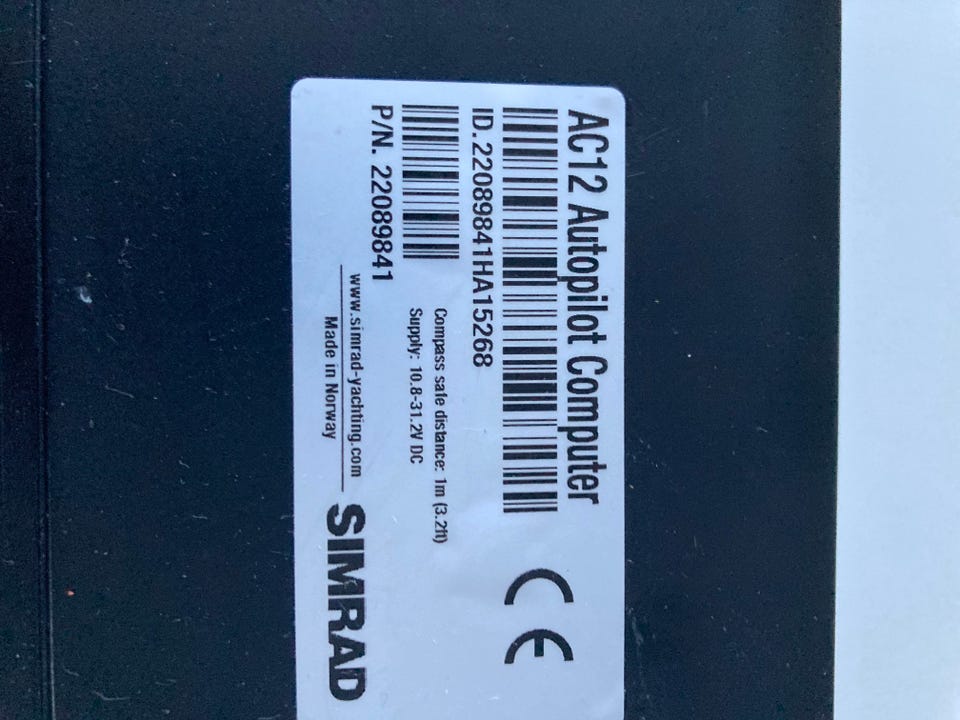 AC12 Autopilot Computer
ID.22089841HA15268
P/N. 22089841
Compass safe distance: 1m (3.2ft)
Supply: 10.8-31.2V DC
www.simrad-yachting.com
Made in Norway
SIMRAD
CE